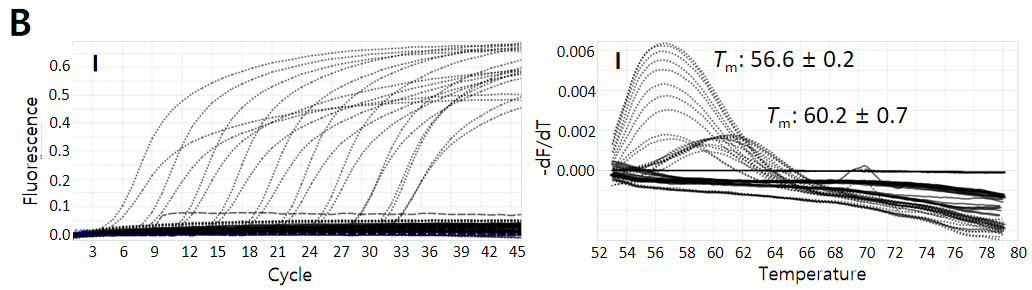 B
I
0.6
0.5
0.4
0.3
0.2
0.1
0.0
Fluorescence
3 6 9 12 15 18 21 24 27 30 33 36 39 42 45
Cycle
I
Tm: 56.6 ± 0.2
Tm: 60.2 ± 0.7
0.006
0.004
0.002
0.000
-dF/dT
52 54 56 58 60 62 64 66 68 70 72 74 76 78 80
Temperature